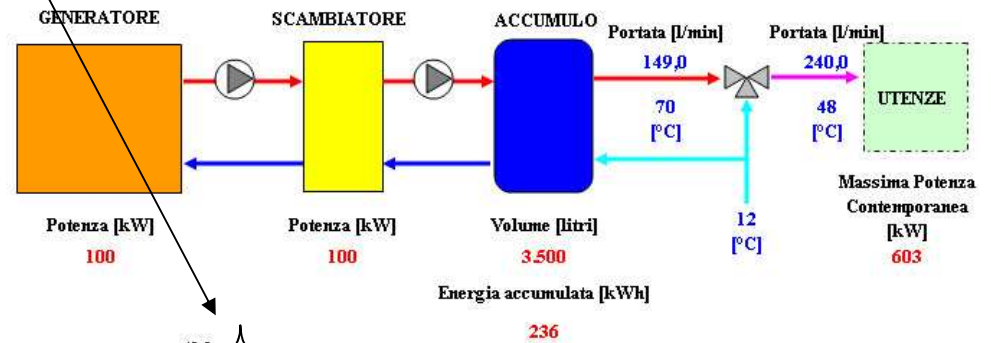 GENERATORE
SCAMBIATORE
ACCUMULO
Portata [l/min]
Portata [l/min]
149,0
240,0
UTENZE
70
[°C]
48
[°C]
Massima Potenza
Contemporanea
[kW]
603
Potenza [kW]
100
Potenza [kW]
100
Volume [litri]
3.500
12
[°C]
Energia accumulata [kWh]
236